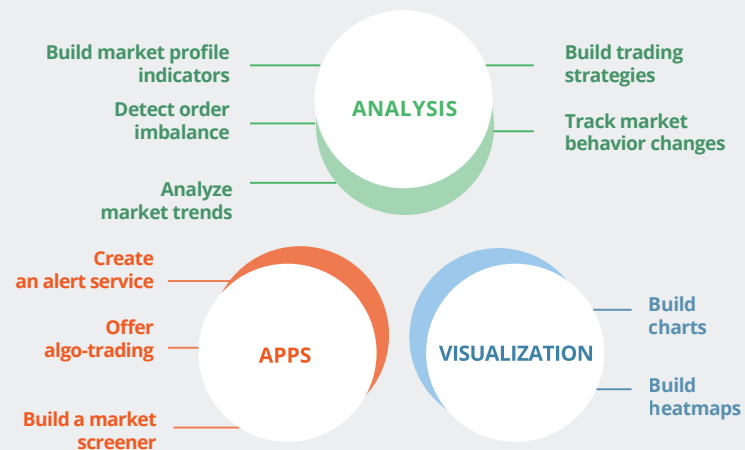 Build market profile
indicators
Detect order
imbalance
Analyze
market trends
ANALYSIS
Build trading
strategies
Track market
behavior changes
Create
an alert service
Offer
algo-trading
Build a market
screener
APPS
VISUALIZATION
Build
charts
Build
heatmaps